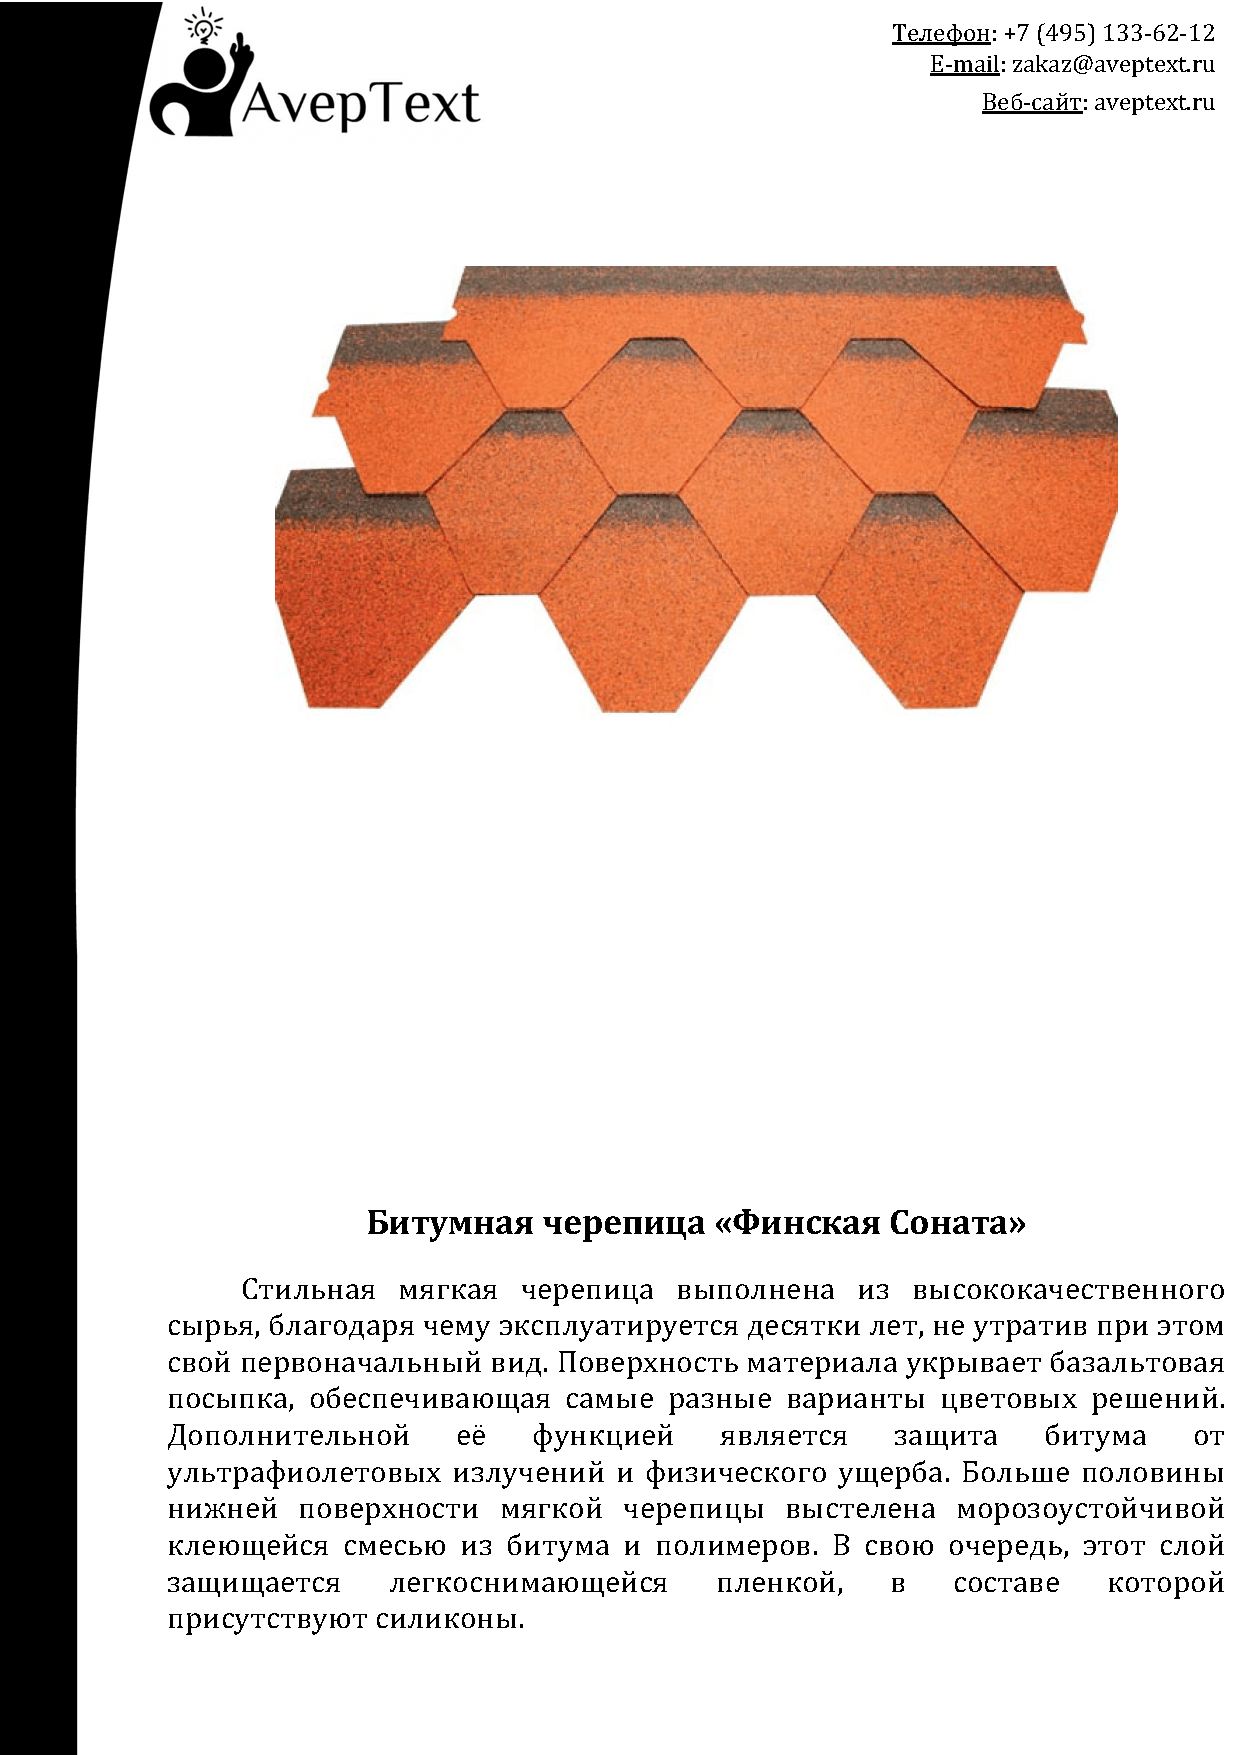 Телефон: +7 (495) 133-62-12
E-mail: zakaz@aveptext.ru
Веб-сайт: aveptext.ru
AvepText
Битумная черепица «Финская Соната»
Стильная мягкая черепица выполнена из высококачественного
сырья, благодаря чему эксплуатируется десятки лет, не утратив при этом
свой первоначальный вид. Поверхность материала укрывает базальтовая
посыпка, обеспечивающая самые разные варианты цветовых решений.
Дополнительной её функцией является защита битума от
ультрафиолетовых излучений и физического ущерба. Больше половины
нижней поверхности мягкой черепицы выстелена морозоустойчивой
клеющейся смесью из битума и полимеров. В свою очередь, этот слой
защищается легкоснимающейся пленкой, в составе которой
присутствуют силиконы.